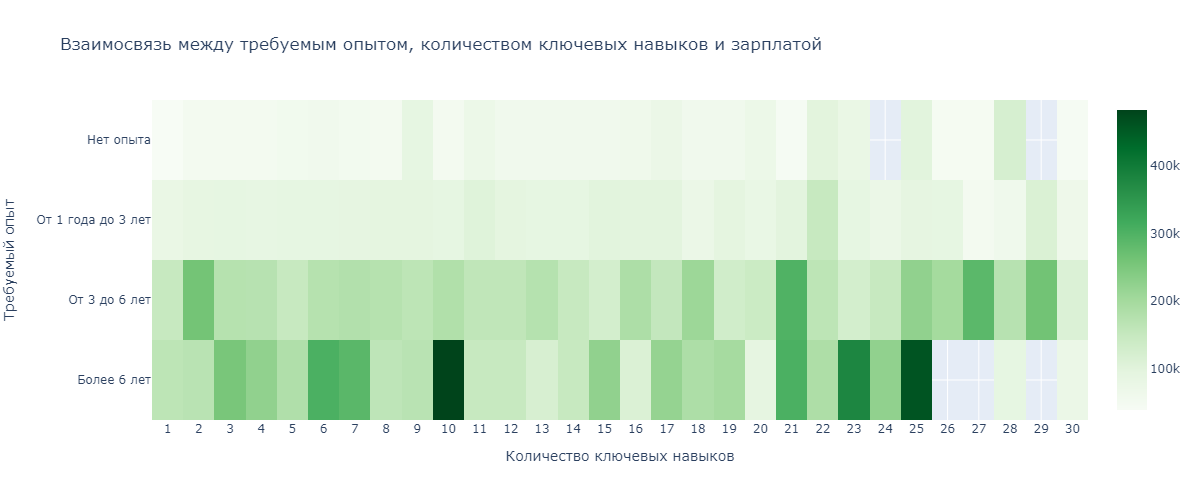 Взаимосвязь между требуемым опытом, количеством ключевых навыков и зарплатой
Требуемый опыт
Нет опыта
От 1 года до 3 лет
От 3 до 6 лет
Более 6 лет
1 2 3 4 5 6 7 8 9 10 11 12 13 14 15 16 17 18 19 20 21 22 23 24 25 26 27 28 29 30
Количество ключевых навыков
400k
300k
200k
100k